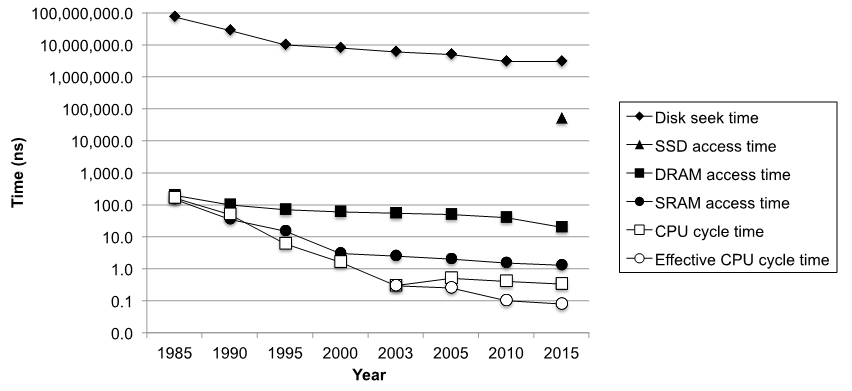 100,000,000.0
10,000,000.0
1,000,000.0
100,000.0
10,000.0
1,000.0
100.0
10.0
1.0
0.1
0.0
Time (ns)
1985 1990 1995 2000 2003 2005 2010 2015
Year
Disk seek time
SSD access time
DRAM access time
SRAM access time
CPU cycle time
Effective CPU cycle time